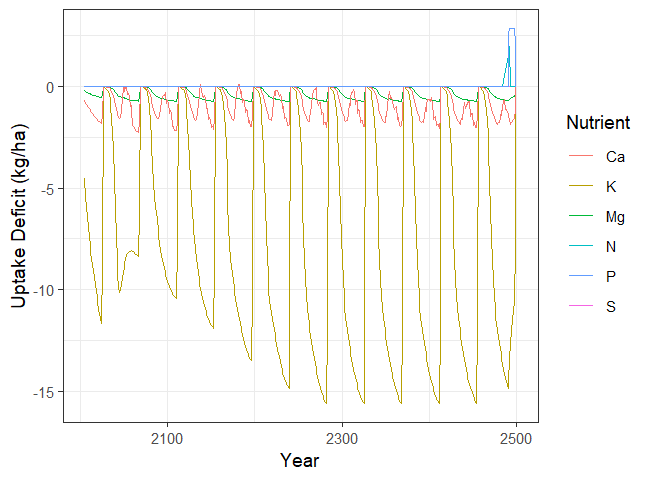 Uptake Deficit (kg/ha)
0
-5
-10
-15
2100
2300
2500
Year
Nutrient
Ca
K
Mg
N
P
S